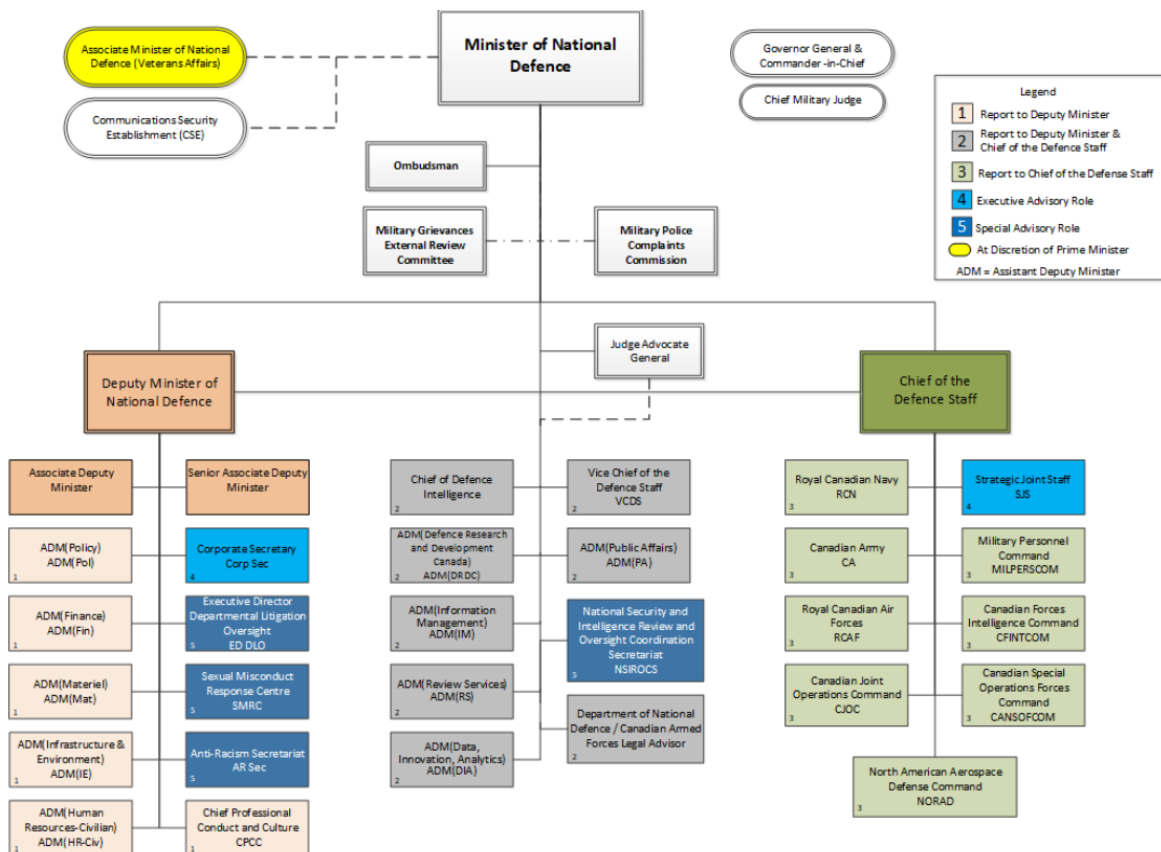 Associate Minister of National
Defence (Veterans Affairs)
Communications Security
Establishment (CSE)
Minister of National
Defence
Governor General &
Commander -in-Chief
Chief Military Judge
Legend
1 Report to Deputy Minister
2 Report to Deputy Minister &
Chief of the Defence Staff
3 Report to Chief of the Defense Staff
4 Executive Advisory Role
5 Special Advisory Role
At Discretion of Prime Minister
ADM = Assistant Deputy Minister
Ombudsman
Military Grievances
External Review
Committee
Military Police
Complaints
Commission
Judge Advocate
General
Deputy Minister of
National Defence
Chief of the
Defence Staff
Associate Deputy
Minister
Senior Associate Deputy
Minister
ADM(Policy)
ADM(Pol)
1
Corporate Secretary
Corp Sec
4
ADM(Finance)
ADM(Fin)
1
Executive Director
Departmental Litigation
Oversight
ED DLO
5
ADM(Materiel)
ADM(Mat)
1
Sexual Misconduct
Response Centre
SMRC
5
ADM(Infrastructure &
Environment)
ADM(IE)
1
Anti-Racism Secretariat
AR Sec
5
ADM(Human
Resources-Civilian)
ADM(HR-Civ)
1
Chief Professional
Conduct and Culture
CPCC
1
Chief of Defence
Intelligence
2
Vice Chief of the
Defence Staff
VCDS
2
ADM(Defence Research
and Development
Canada)
ADM(DRDC)
2
ADM(Public Affairs)
ADM(PA)
2
ADM(Information
Management)
ADM(IM)
2
National Security and
Intelligence Review and
Oversight Coordination
Secretariat
NSIROCS
5
ADM(Review Services)
ADM(RS)
2
Department of National
Defence / Canadian Armed
Forces Legal Advisor
2
ADM(Data,
Innovation, Analytics)
ADM(DIA)
2
Royal Canadian Navy
RCN
3
Strategic Joint Staff
SJS
4
Canadian Army
CA
3
Military Personnel
Command
MILPERSCOM
3
Royal Canadian Air
Forces
RCAF
3
Canadian Forces
Intelligence Command
CFINTCOM
3
Canadian Joint
Operations Command
CJOC
3
Canadian Special
Operations Forces
Command
CANSOFCOM
3
North American Aerospace
Defense Command
NORAD
3